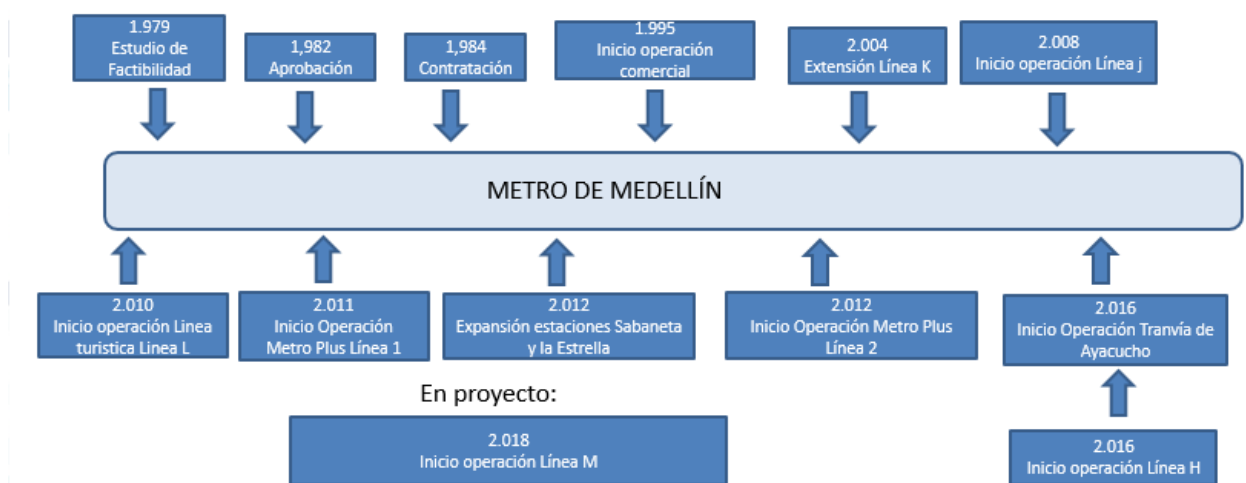 1.979
Estudio de
Factibilidad
1,982
Aprobación
1,984
Contratación
1.995
Inicio operación
comercial
2.004
Extensión Línea K
2.008
Inicio operación Línea j
METRO DE MEDELLÍN
2.010
Inicio operación Linea
turistica Linea L
2.011
Inicio Operación
Metro Plus Línea 1
2.012
Expansión estaciones Sabaneta
y la Estrella
2.012
Inicio Operación Metro Plus
Línea 2
2.016
Inicio Operación Tranvía de
Ayacucho
En proyecto:
2.018
Inicio operación Línea M
2.016
Inicio operación Línea H